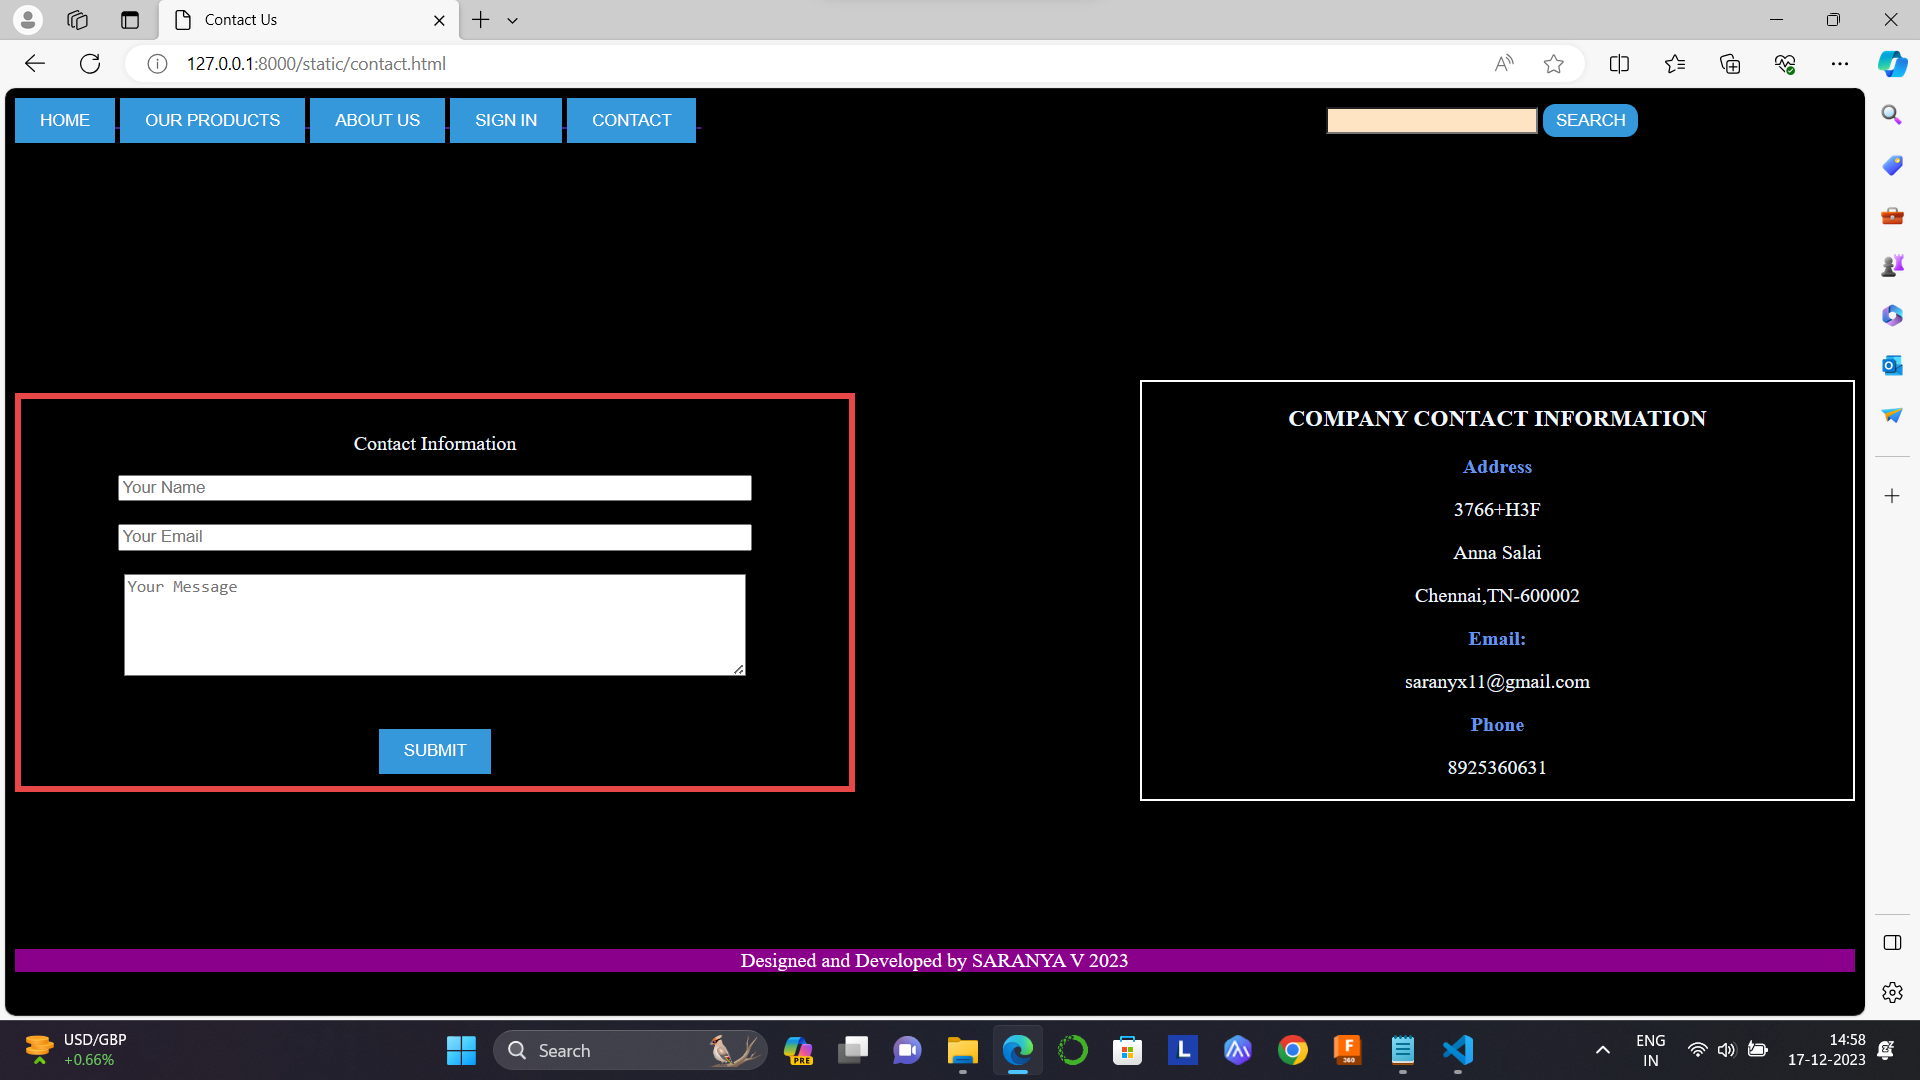 Contact Us
127.0.0.1:8000/static/contact.html
HOME
OUR PRODUCTS
ABOUT US
SIGN IN
CONTACT
SEARCH
Contact Information
Your Name
Your Email
Your Message
SUBMIT
COMPANY CONTACT INFORMATION
Address
3766+H3F
Anna Salai
Chennai,TN-600002
Email:
saranyx11@gmail.com
Phone
8925360631
Designed and Developed by SARANYA V 2023
USD/GBP
+0.66%
Search
PRE
L
F
360
ENG
IN
14:58
17-12-2023